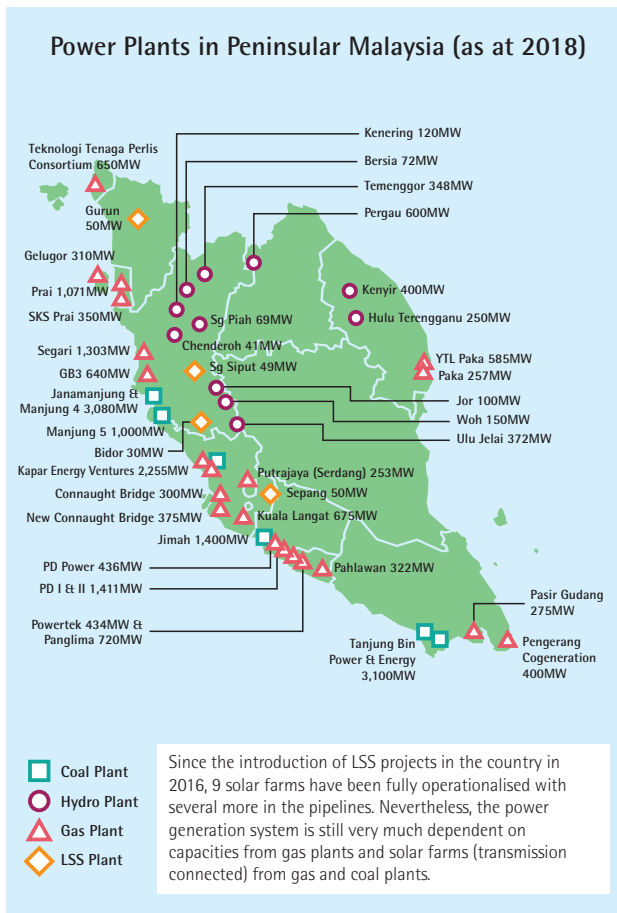 Power Plants in Peninsular Malaysia (as at 2018)
Kenering 120MW
Teknologi Tenaga Perlis
Consortium 650MW
Bersia 72MW
Temenggor 348MW
Gurun
50MW
Pergau 600MW
Gelugor 310MW
Prai 1,071MW
Kenyir 400MW
SKS Prai 350MW
Sg Piah 69MW
Hulu Terengganu 250MW
Chenderoh 41MW
Segari 1,303MW
Sg Siput 49MW
YTL Paka 585MW
GB3 640MW
Paka 257MW
Janamanjung &
Manjung 4 3,080MW
Jor 100MW
Woh 150MW
Manjung 5 1,000MW
Ulu Jelai 372MW
Bidor 30MW
Kapar Energy Ventures 2,255MW
Putrajaya (Serdang) 253MW
Connaught Bridge 300MW
Sepang 50MW
New Connaught Bridge 375MW
Kuala Langat 675MW
Jimah 1,400MW
PD Power 436MW
Pahlawan 322MW
PD I & II 1,411MW
Pasir Gudang
275MW
Powertek 434MW &
Panglima 720MW
Tanjung Bin
Power & Energy
3,100MW
Pengerang
Cogeneration
400MW
Coal Plant
Hydro Plant
Gas Plant
LSS Plant
Since the introduction of LSS projects in the country in
2016, 9 solar farms have been fully operationalised with
several more in the pipelines. Nevertheless, the power
generation system is still very much dependent on
capacities from gas plants and solar farms (transmission
connected) from gas and coal plants.